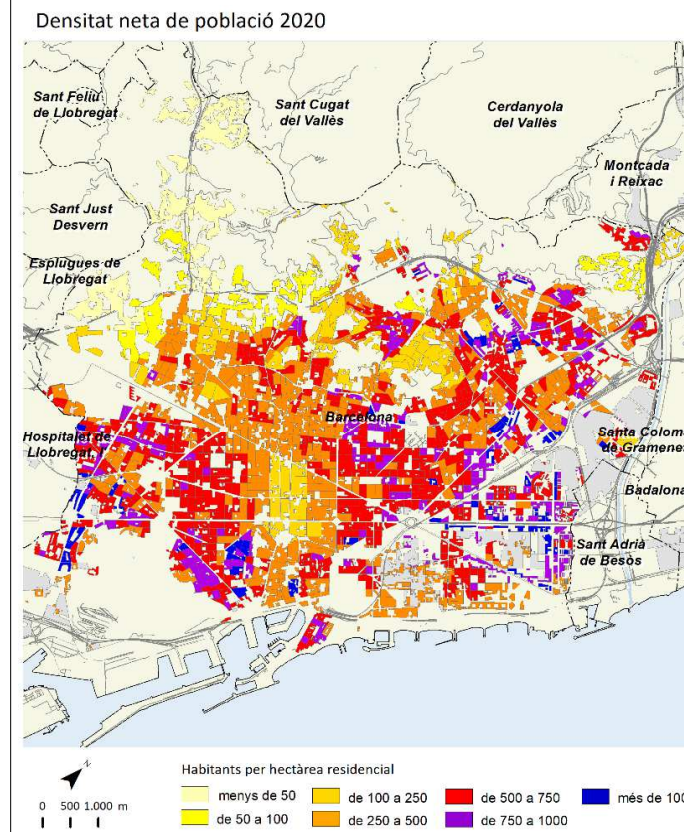 Densitat neta de població 2020
Sant Feliu
de Llobregat
Sant Cugat
del Vallès
Cerdanyola
del Vallès
Montcada
i Reixac
Sant Just
Desvern
Esplugues de
Llobregat
Barcelona
Hospitalet de
Llobregat, l'
Santa Coloma
de Gramenet
Badalona
Sant Adrià
de Besòs
N
0 500 1.000 m
Habitants per hectàrea residencial
menys de 50
de 100 a 250
de 500 a 750
més de 100
de 50 a 100
de 250 a 500
de 750 a 1000